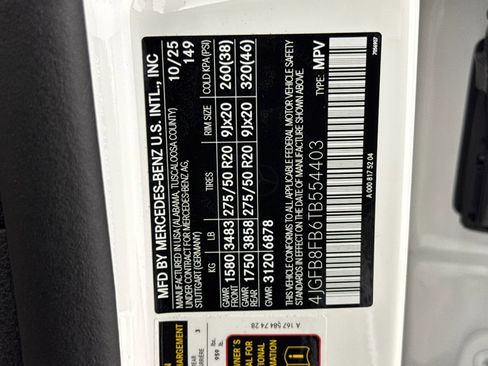 MFD BY MERCEDES-BENZ U.S. INTL., INC
MANUFACTURED IN USA (ALABAMA, TUSCALOOSA COUNTY)
UNDER CONTRACT FOR MERCEDES-BENZ AG,
STUTTGART (GERMANY)
10/25
149
KG LB TIRES RIM SIZE COLD KPA (PSI)
GAWR FRONT 1580 3483 275/50 R20 9Jx20 260(38)
GAWR REAR 1750 3858 275/50 R20 9Jx20 320(46)
GVWR 3120 6878
THIS VEHICLE CONFORMS TO ALL APPLICABLE FEDERAL MOTOR VEHICLE SAFETY
STANDARDS IN EFFECT ON THE DATE OF MANUFACTURE SHOWN ABOVE.
4JGFB8FB6TB554403
TYPE: MPV
A 000 817 52 04
A 167 584 74 28
3
959 lb.